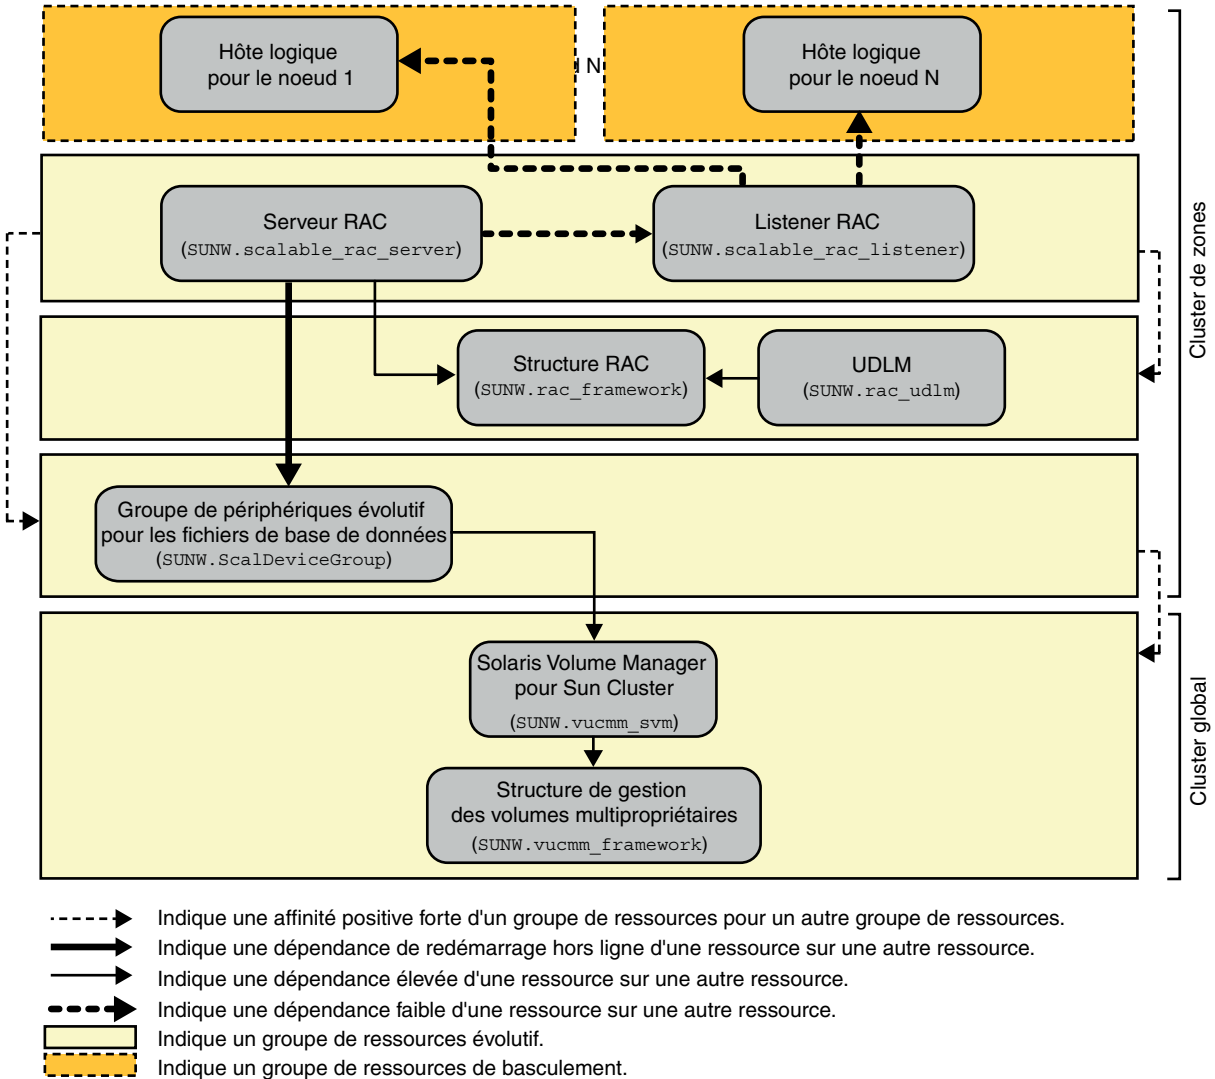 Hôte logique
pour le noeud 1
N
Hôte logique
pour le noeud N
Serveur RAC
(SUNW.scalable_rac_server)
Listener RAC
(SUNW.scalable_rac_listener)
Structure RAC
(SUNW.rac_framework)
UDLM
(SUNW.rac_udlm)
Groupe de périphériques évolutif
pour les fichiers de base de données
(SUNW.ScalDeviceGroup)
Cluster de zones
Solaris Volume Manager
pour Sun Cluster
(SUNW.vucmm_svm)
Structure de gestion
des volumes multipropriétaires
(SUNW.vucmm_framework)
Cluster global
Indique une affinité positive forte d'un groupe de ressources pour un autre groupe de ressources.
Indique une dépendance de redémarrage hors ligne d'une ressource sur une autre ressource.
Indique une dépendance élevée d'une ressource sur une autre ressource.
Indique une dépendance faible d'une ressource sur une autre ressource.
Indique un groupe de ressources évolutif.
Indique un groupe de ressources de basculement.